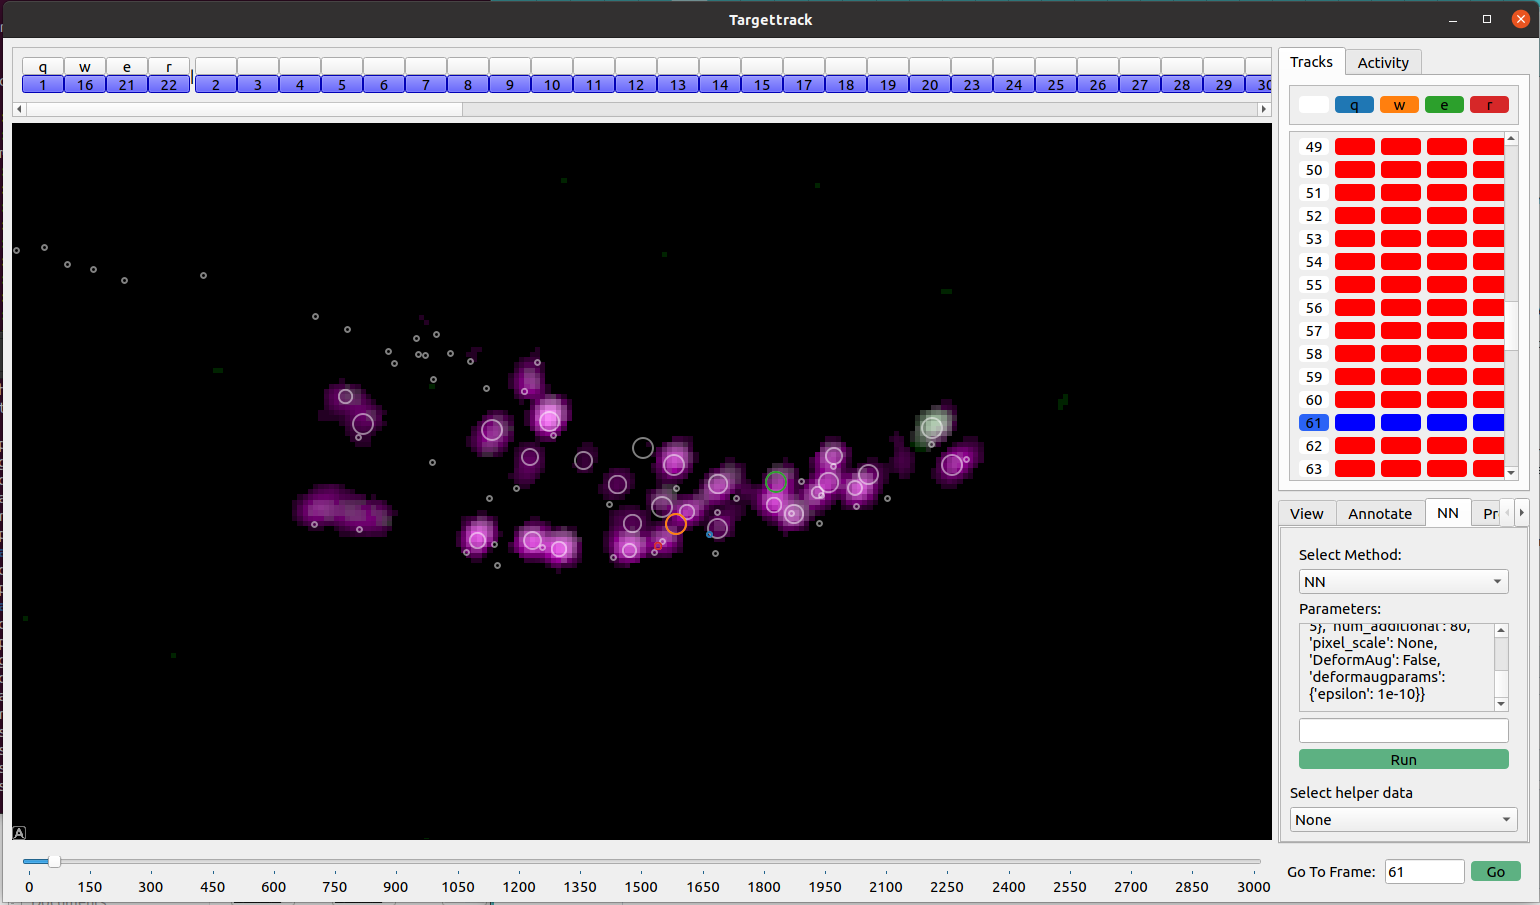 Targettrack
q w e r
1 16 21 22 2 3 4 5 6 7 8 9 10 11 12 13 14 15 17 18 19 20 23 24 25 26 27 28 29 30
Tracks Activity
q w e r
49
50
51
52
53
54
55
56
57
58
59
60
61
62
63
View Annotate NN Pr
Select Method:
NN
Parameters:
5}, 'num_additional': 80,
'pixel_scale': None,
'DeformAug': False,
'deformaugparams':
{'epsilon': 1e-10}}
Run
Select helper data
None
A
0 150 300 450 600 750 900 1050 1200 1350 1500 1650 1800 1950 2100 2250 2400 2550 2700 2850 3000
Go To Frame: 61 Go